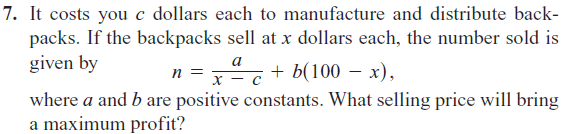 7. It costs you c dollars each to manufacture and distribute back-
packs. If the backpacks sell at x dollars each, the number sold is
given by
n = a / (x − c) + b(100 − x),
where a and b are positive constants. What selling price will bring
a maximum profit?